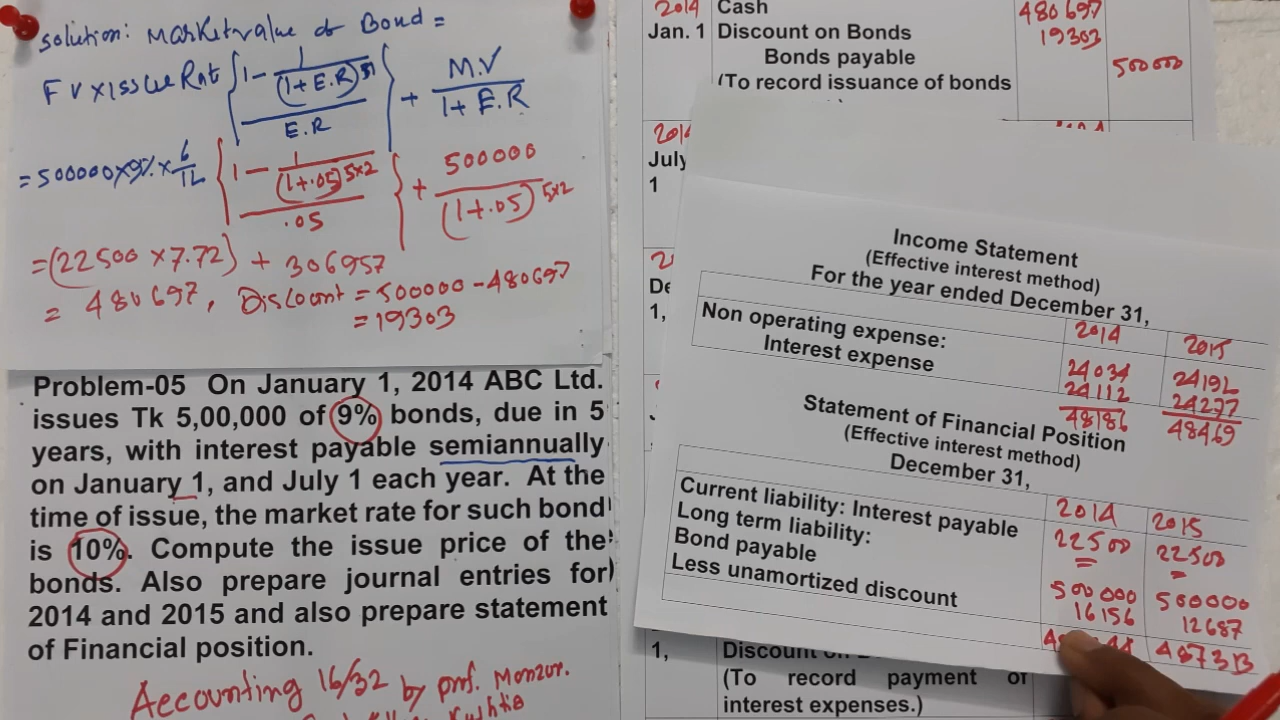 Solution: Market value of Bond =
F V x Issue Rat { 1 - 1/(1+E.R)^n / E.R } + M.V / 1 + E.R
= 500000 x 9% x 6/12 { 1 - 1/(1+.05)^5x2 / .05 } + 500000 / (1+.05)^5x2
= (22500 x 7.72) + 306957
= 480697, Discount = 500000 - 480697
= 19303
Problem-05 On January 1, 2014 ABC Ltd.
issues Tk 5,00,000 of 9% bonds, due in 5
years, with interest payable semiannually
on January 1, and July 1 each year. At the
time of issue, the market rate for such bond
is 10%. Compute the issue price of the
bonds. Also prepare journal entries for
2014 and 2015 and also prepare statement
of Financial position.
Accounting 16/32 by prof. Monzur.
2014 Cash 480697
Jan. 1 Discount on Bonds 19303
Bonds payable 500000
(To record issuance of bonds
2014
July
1
De
1,
Income Statement
(Effective interest method)
For the year ended December 31,
2014 2015
Non operating expense:
Interest expense 24034 24192
24112 24277
48186 48469
Statement of Financial Position
(Effective interest method)
December 31,
2014 2015
Current liability: Interest payable 22500 22500
Long term liability:
Bond payable 500000 500000
Less unamortized discount 16156 12687
487313
1, Discount
(To record payment of
interest expenses.)